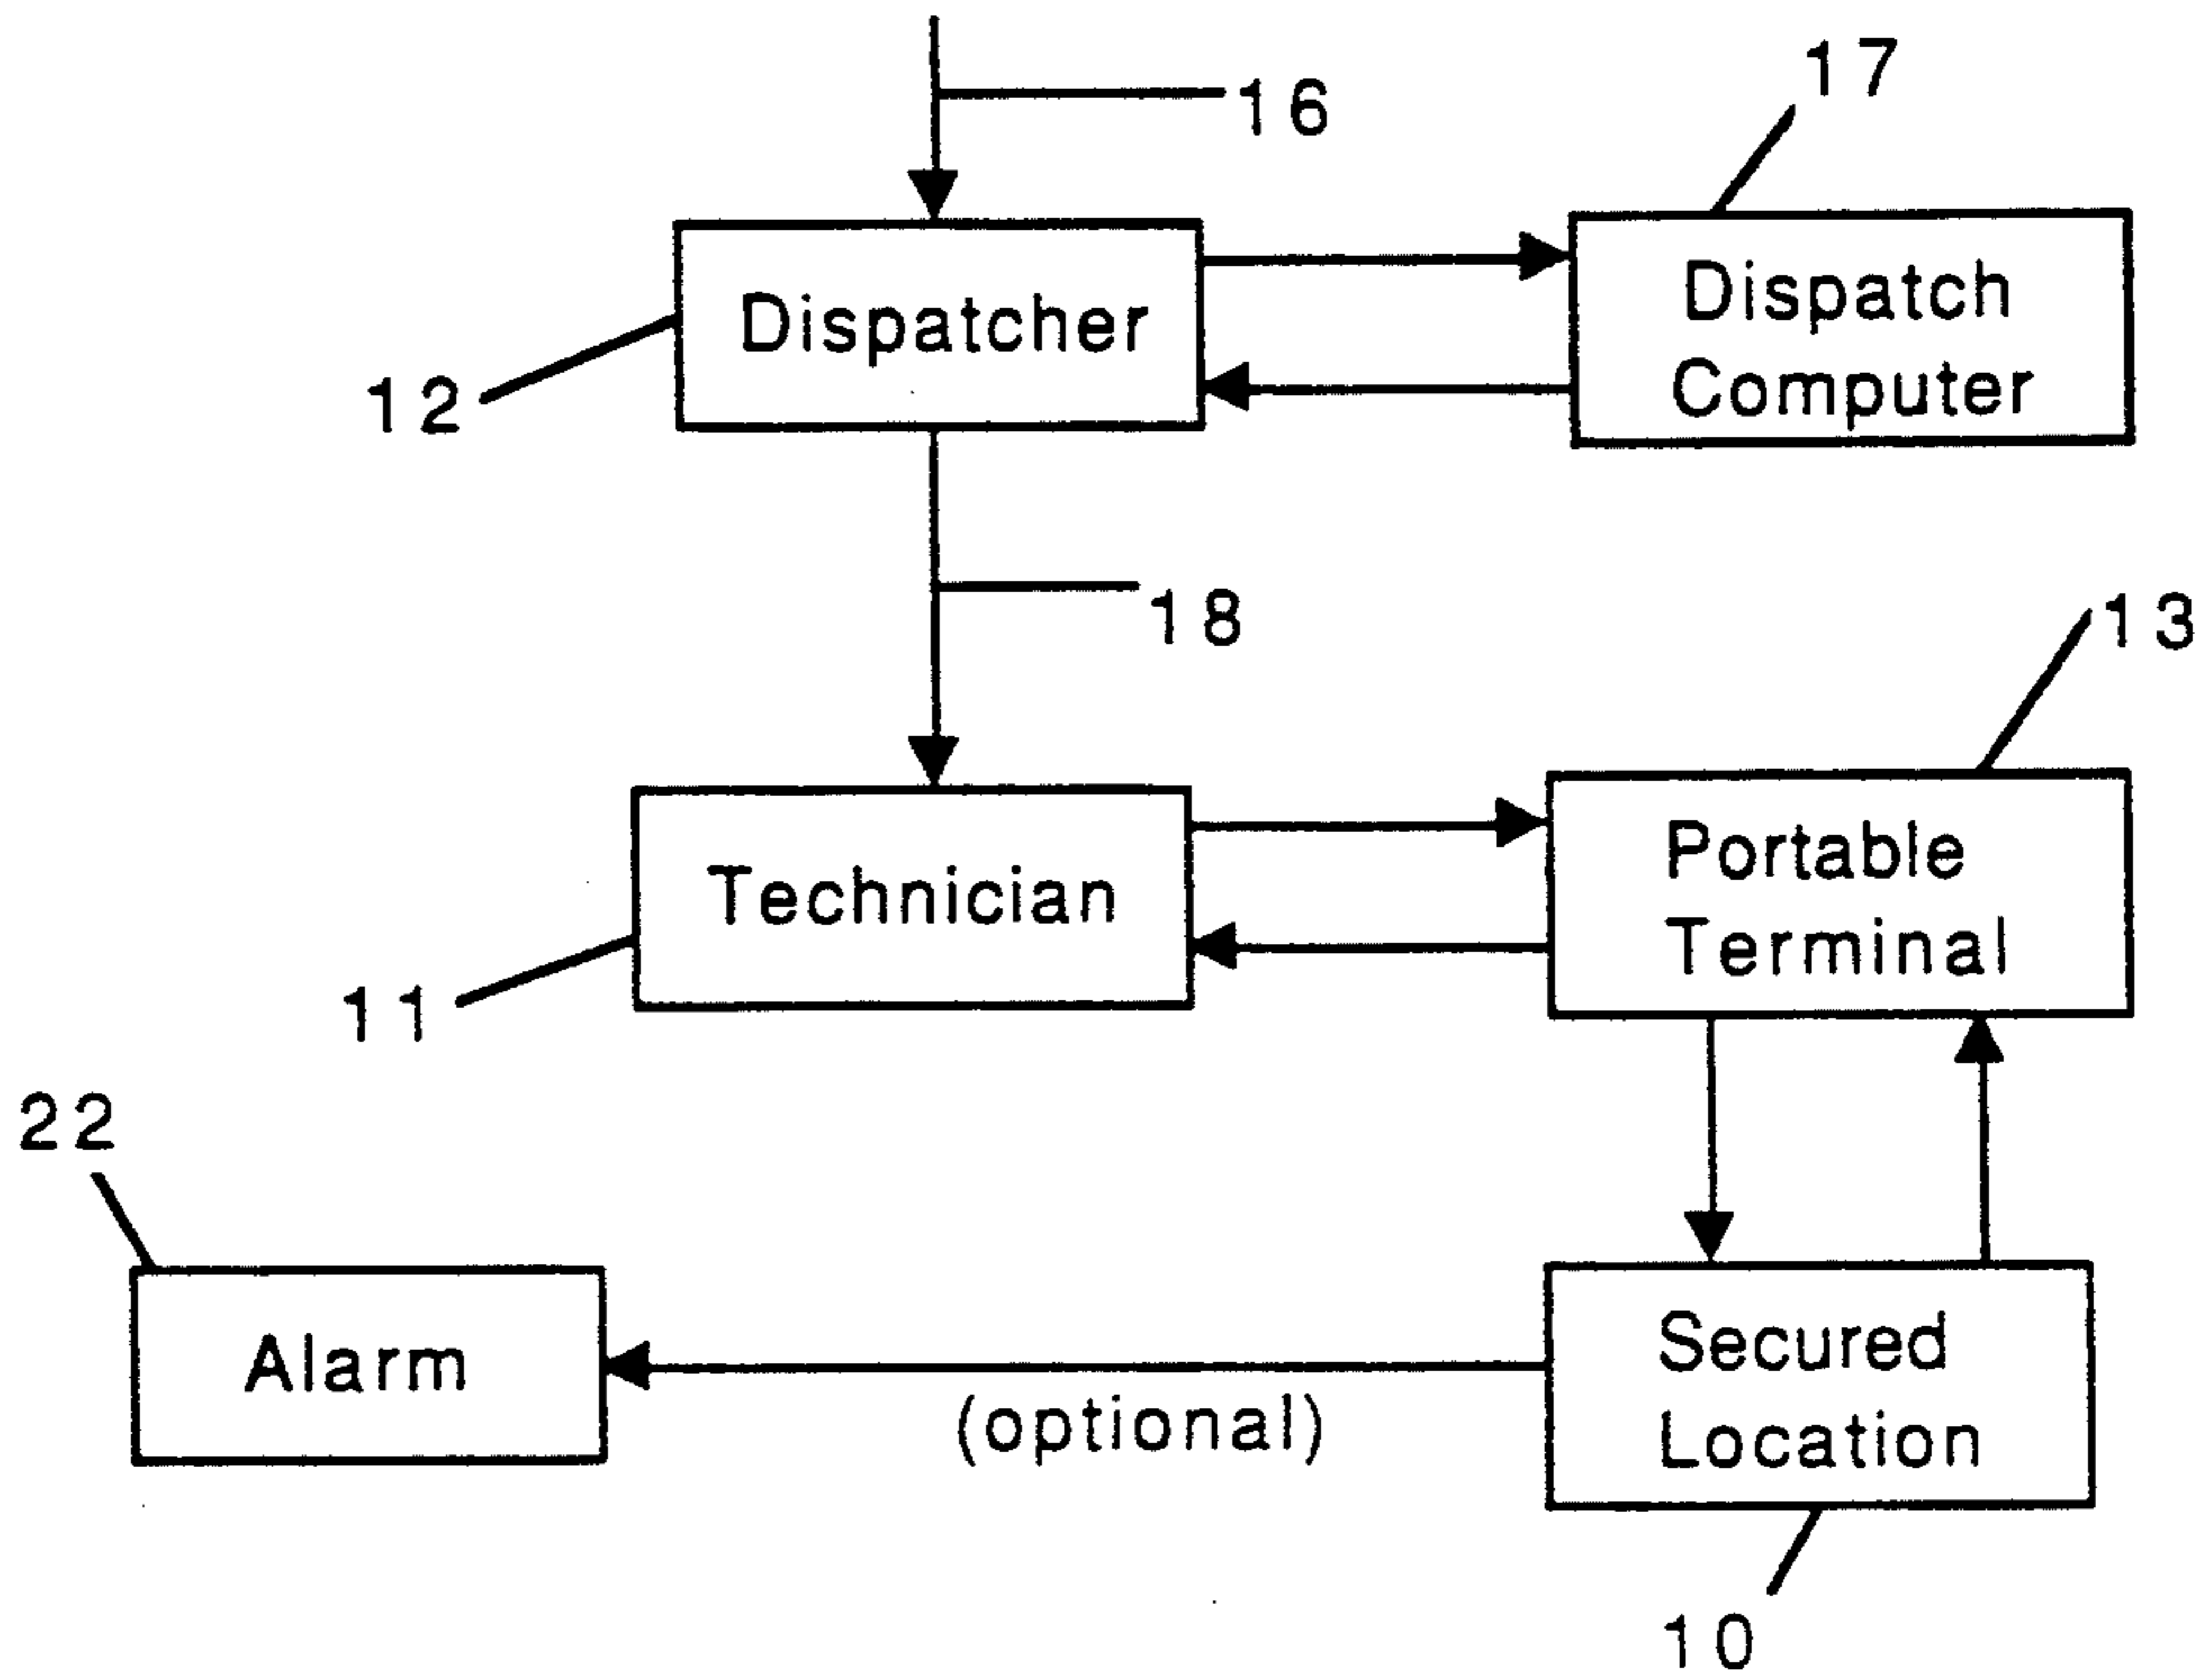 16
17
Dispatcher
Dispatch
Computer
12
18
13
Technician
Portable
Terminal
11
22
Alarm
(optional)
Secured
Location
10